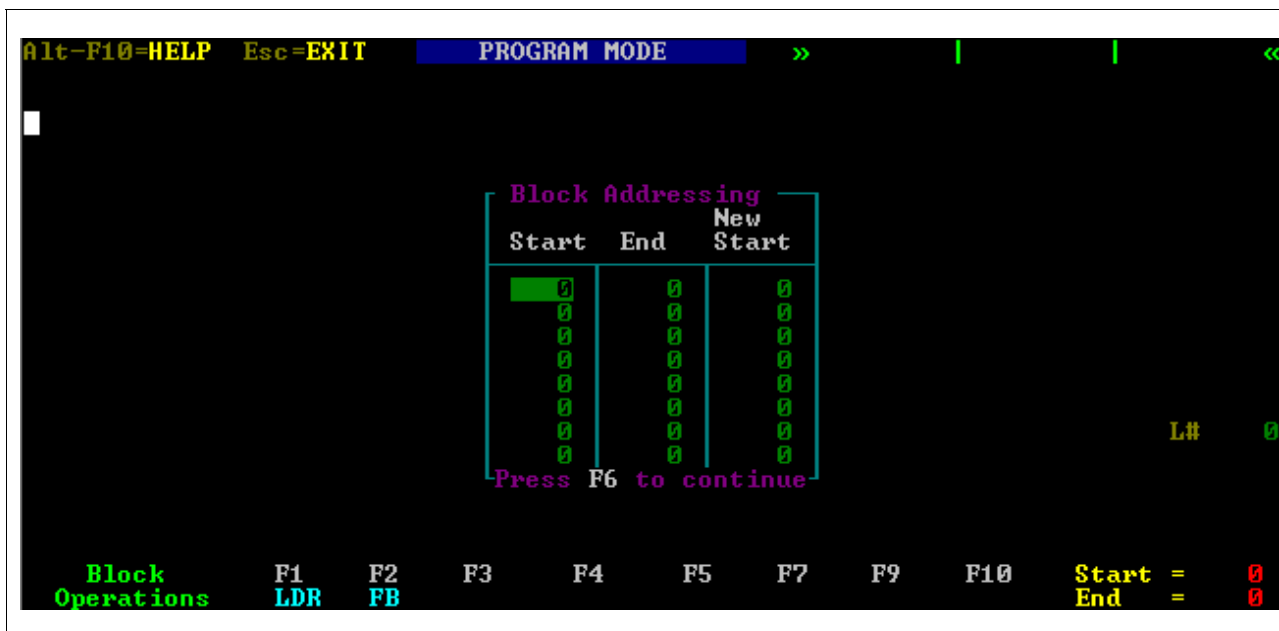 Alt-F10=HELP Esc=EXIT PROGRAM MODE » | | «
Block Addressing
New
Start End Start
0 0 0
0 0 0
0 0 0
0 0 0
0 0 0
0 0 0
0 0 0
L# 0
0 0 0
Press F6 to continue
Block F1 F2 F3 F4 F5 F7 F9 F10 Start = 0
Operations LDR FB End = 0